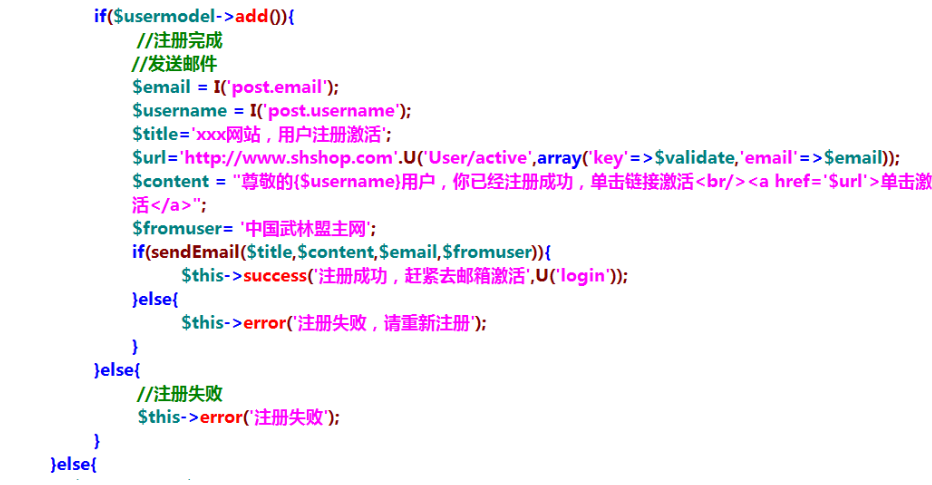 if($usermodel->add()){
//注册完成
//发送邮件
$email = I('post.email');
$username = I('post.username');
$title='xxx网站，用户注册激活';
$url='http://www.shshop.com'.U('User/active',array('key'=>$validate,'email'=>$email));
$content = "尊敬的{$username}用户，你已经注册成功，单击链接激活<br/><a href='$url'>单击激
活</a>";
$fromuser= '中国武林盟主网';
if(sendEmail($title,$content,$email,$fromuser)){
$this->success('注册成功，赶紧去邮箱激活',U('login'));
}else{
$this->error('注册失败，请重新注册');
}
}else{
//注册失败
$this->error('注册失败');
}
}else{